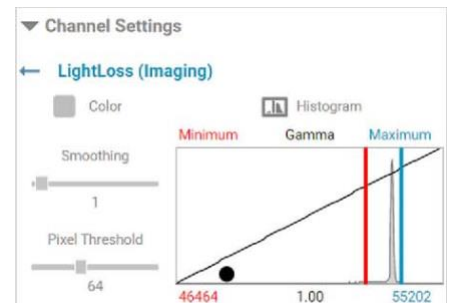 Channel Settings
LightLoss (Imaging)
Color
Histogram
Minimum Gamma Maximum
Smoothing
1
Pixel Threshold
64
46464 1.00 55202